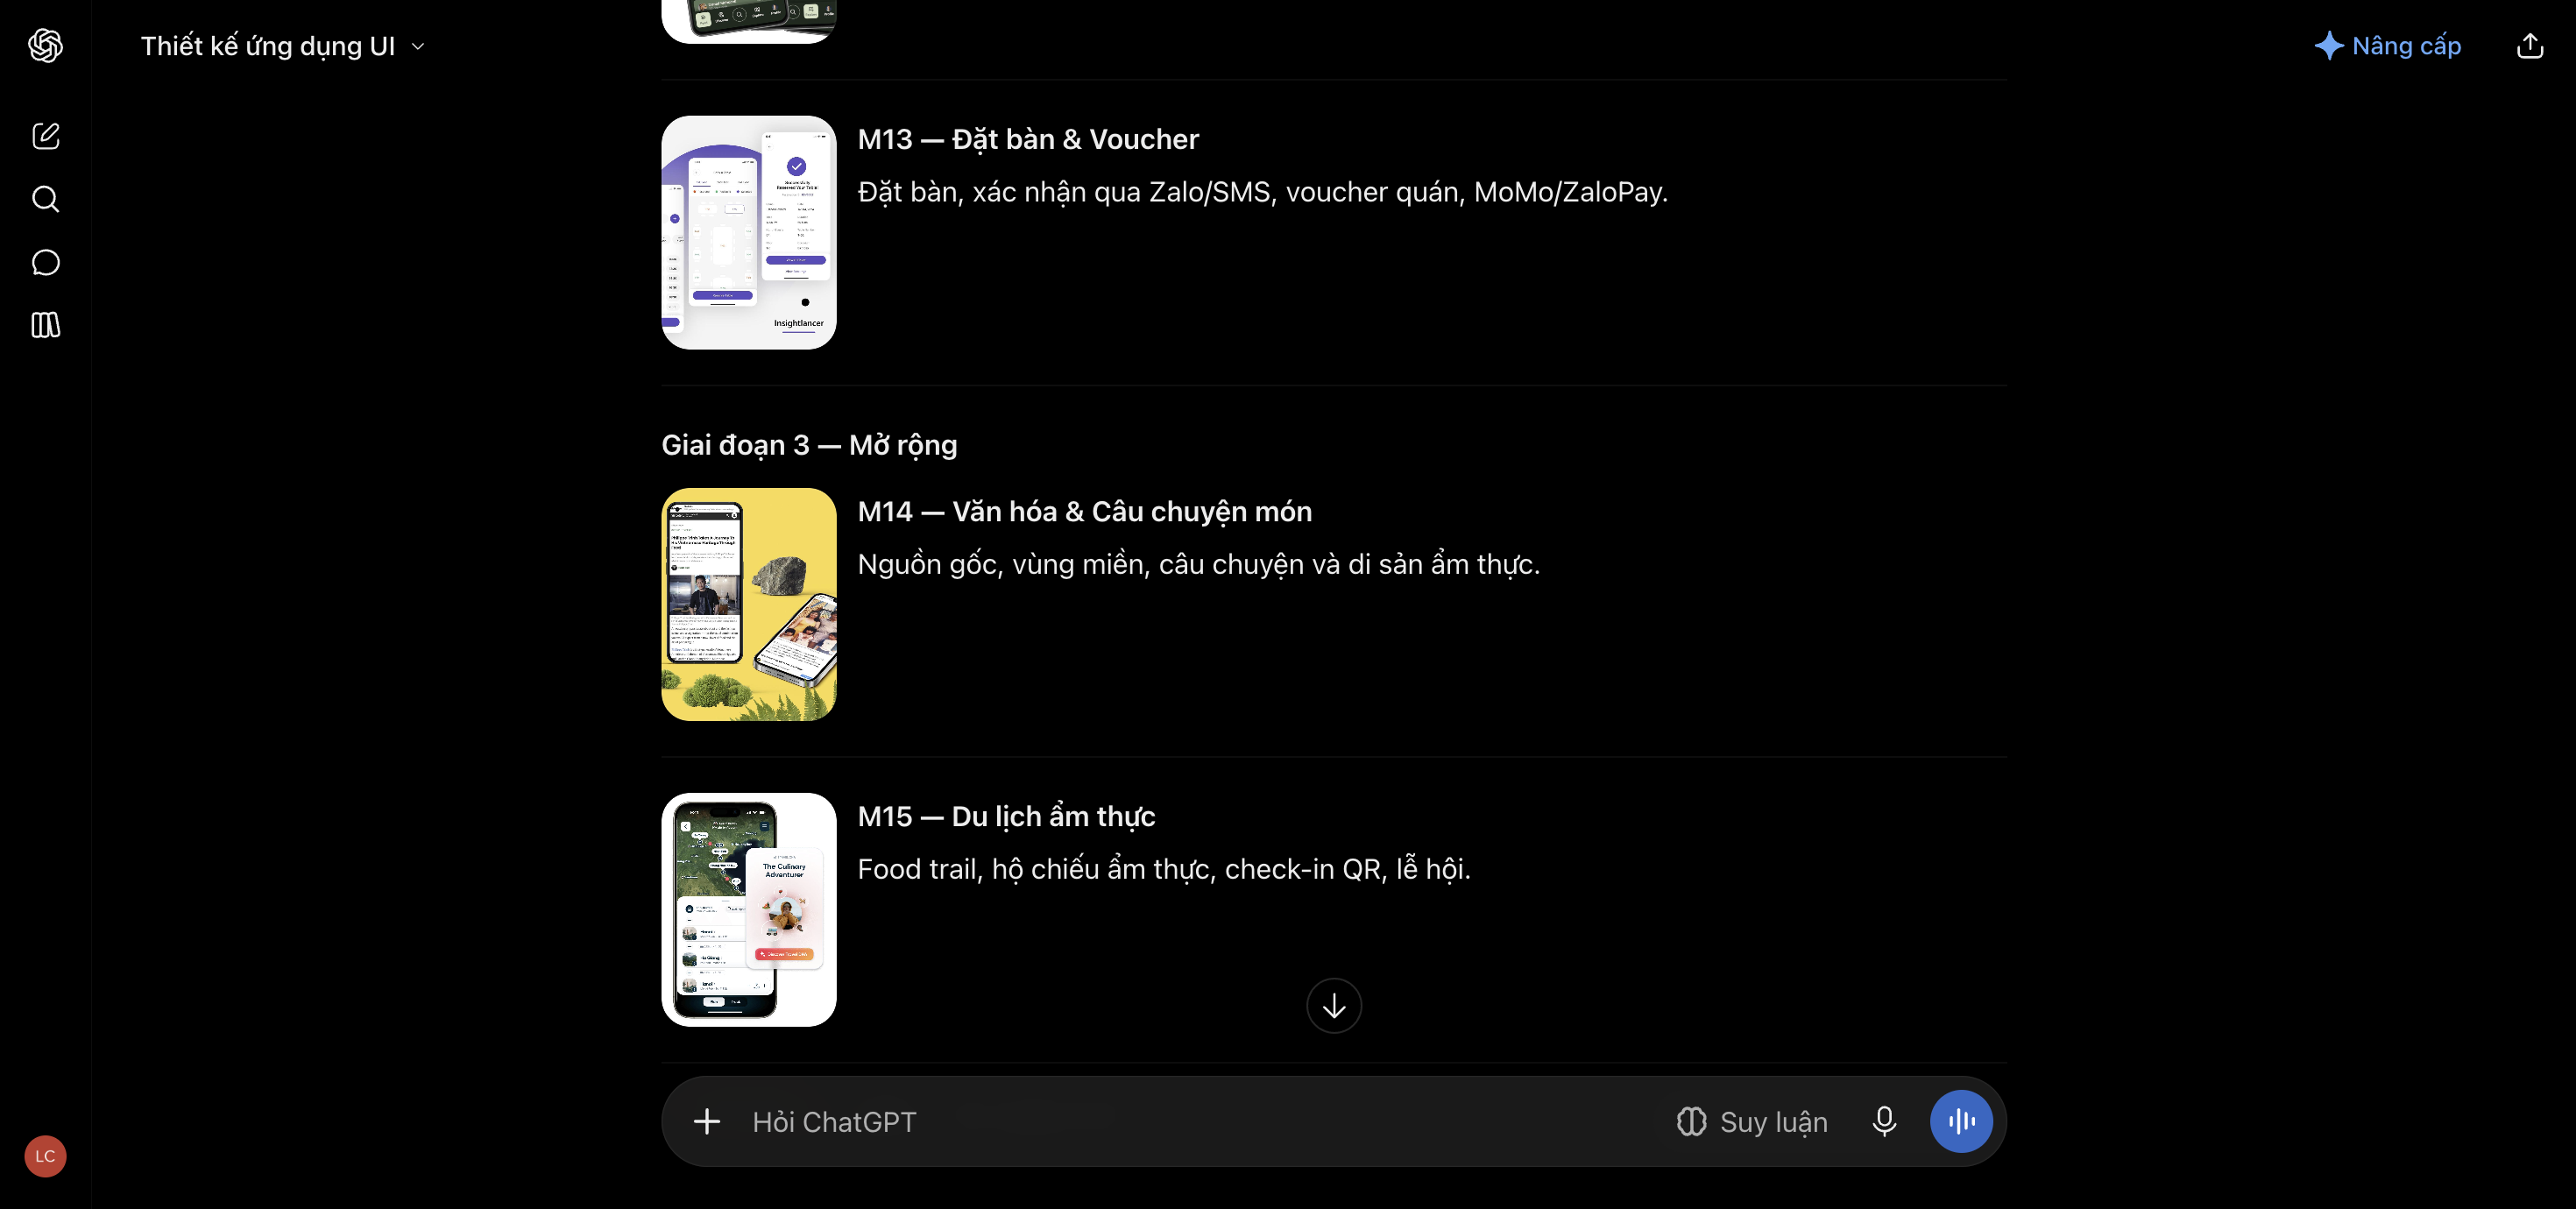 Thiết kế ứng dụng UI
Nâng cấp
M13 — Đặt bàn & Voucher
Đặt bàn, xác nhận qua Zalo/SMS, voucher quán, MoMo/ZaloPay.
Insightlancer
Giai đoạn 3 — Mở rộng
M14 — Văn hóa & Câu chuyện món
Nguồn gốc, vùng miền, câu chuyện và di sản ẩm thực.
M15 — Du lịch ẩm thực
Food trail, hộ chiếu ẩm thực, check-in QR, lễ hội.
The Culinary
Adventurer
Hỏi ChatGPT
Suy luận
LC